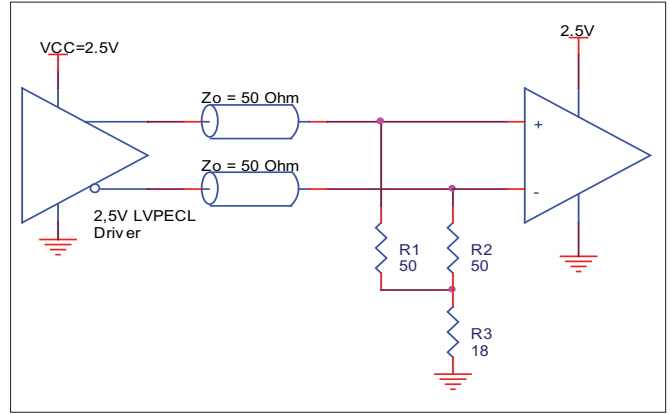 VCC=2.5V
2.5V
Zo = 50 Ohm
+
Zo = 50 Ohm
-
2,5V LVPECL
Driver
R1
50
R2
50
R3
18